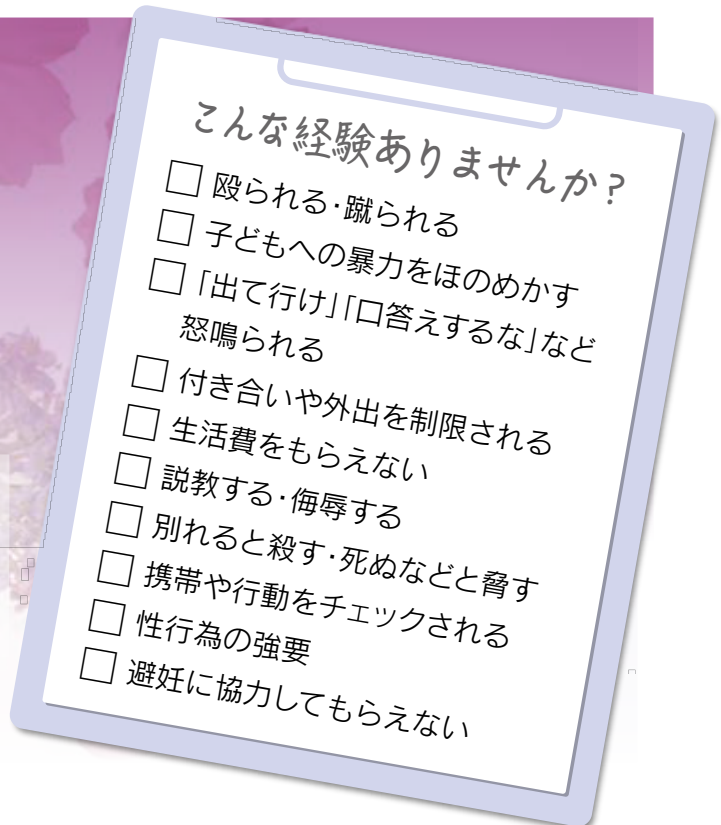 こんな経験ありませんか？
□ 殴られる・蹴られる
□ 子どもへの暴力をほのめかす
□ 「出て行け」「口答えするな」など
怒鳴られる
□ 付き合いや外出を制限される
□ 生活費をもらえない
□ 説教する・侮辱する
□ 別れると殺す・死ぬなどと脅す
□ 携帯や行動をチェックされる
□ 性行為の強要
□ 避妊に協力してもらえない